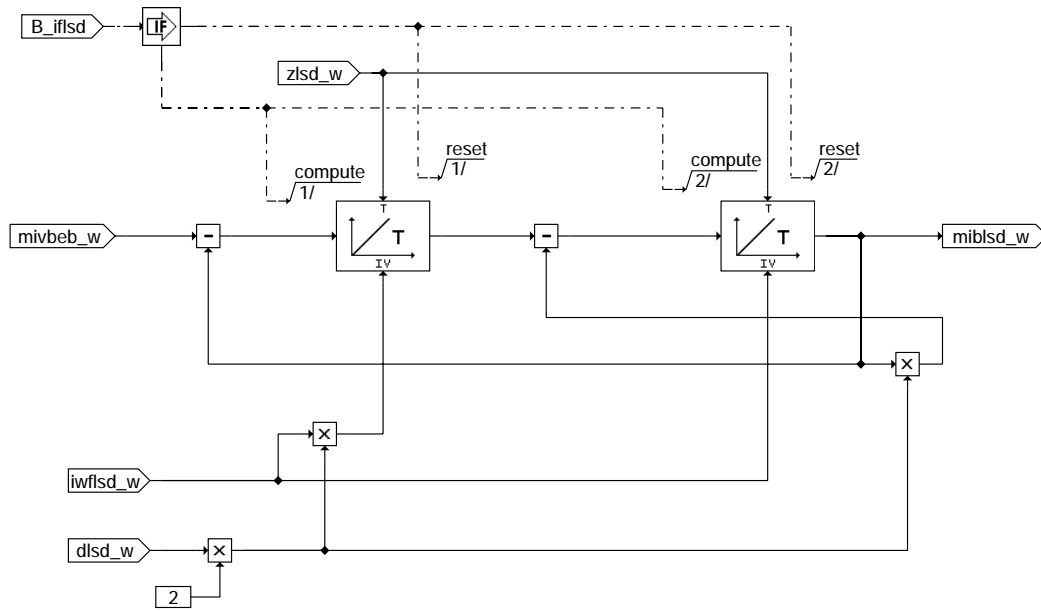 B_iflsd
IF
zlsd_w
reset
1/
reset
2/
compute
1/
compute
2/
T
T
IV
T
T
IV
mivbeb_w
-
-
miblsd_w
×
×
iwflsd_w
dlsd_w
×
2